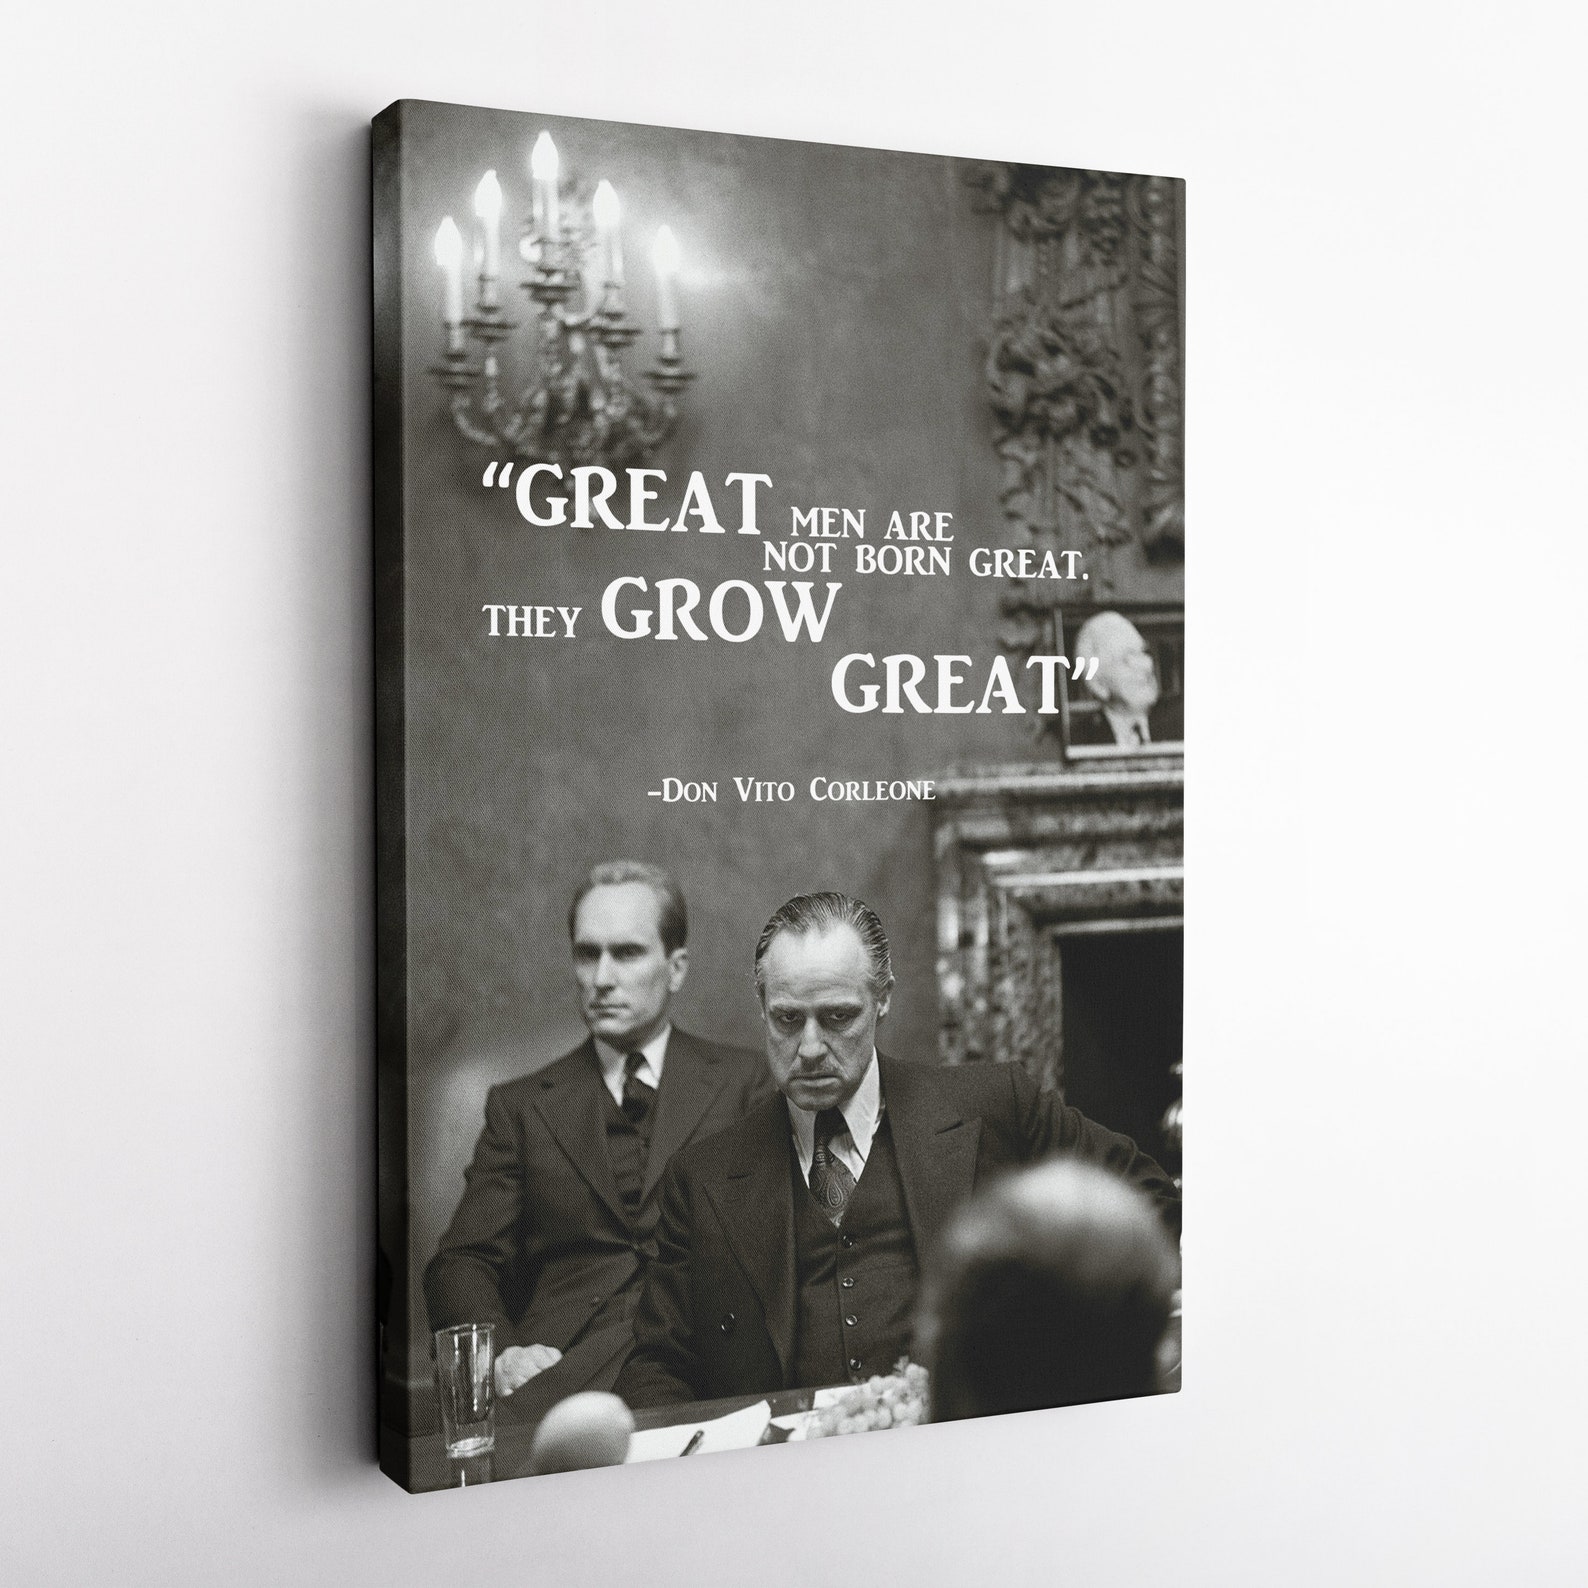 “GREAT MEN ARE
NOT BORN GREAT.
THEY GROW
GREAT”
-DON VITO CORLEONE